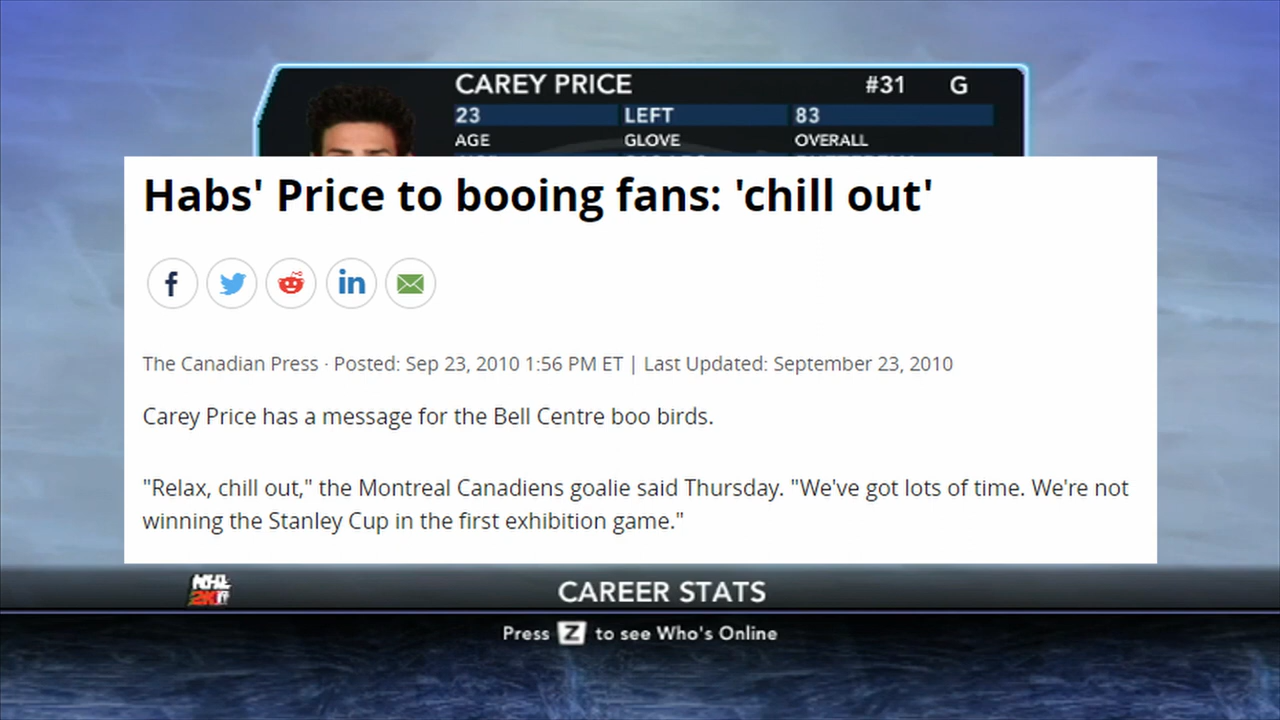 CAREY PRICE #31 G
23 LEFT 83
AGE GLOVE OVERALL
Habs' Price to booing fans: 'chill out'
f in
The Canadian Press · Posted: Sep 23, 2010 1:56 PM ET | Last Updated: September 23, 2010
Carey Price has a message for the Bell Centre boo birds.
"Relax, chill out," the Montreal Canadiens goalie said Thursday. "We've got lots of time. We're not
winning the Stanley Cup in the first exhibition game."
NHL
2K11
CAREER STATS
Press Z to see Who's Online